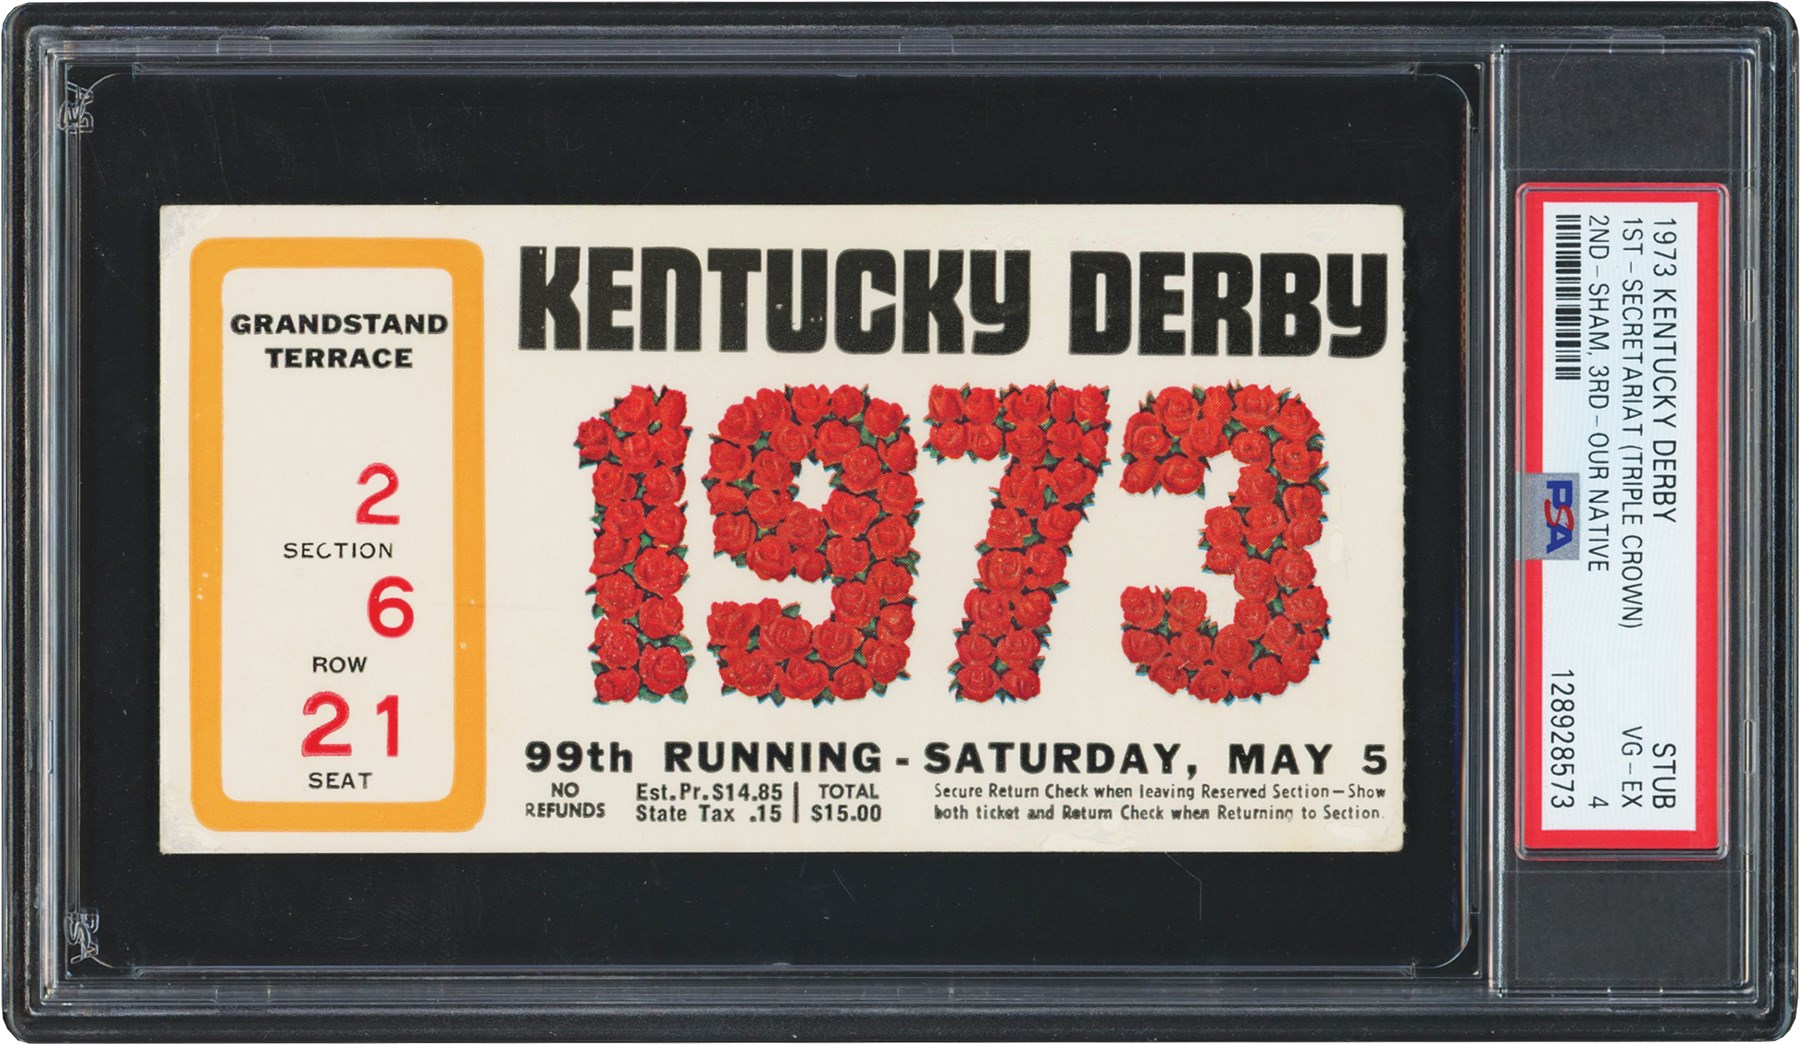 GRANDSTAND
TERRACE
2
SECTION
6
ROW
21
SEAT
KENTUCKY DERBY
1973
99th RUNNING - SATURDAY, MAY 5
NO REFUNDS
Est.Pr.$14.85 | TOTAL
State Tax .15 | $15.00
Secure Return Check when leaving Reserved Section—Show
both ticket and Return Check when Returning to Section.
1973 KENTUCKY DERBY STUB
1ST-SECRETARIAT (TRIPLE CROWN) VG-EX
2ND-SHAM, 3RD-OUR NATIVE 4
128928573
PSA